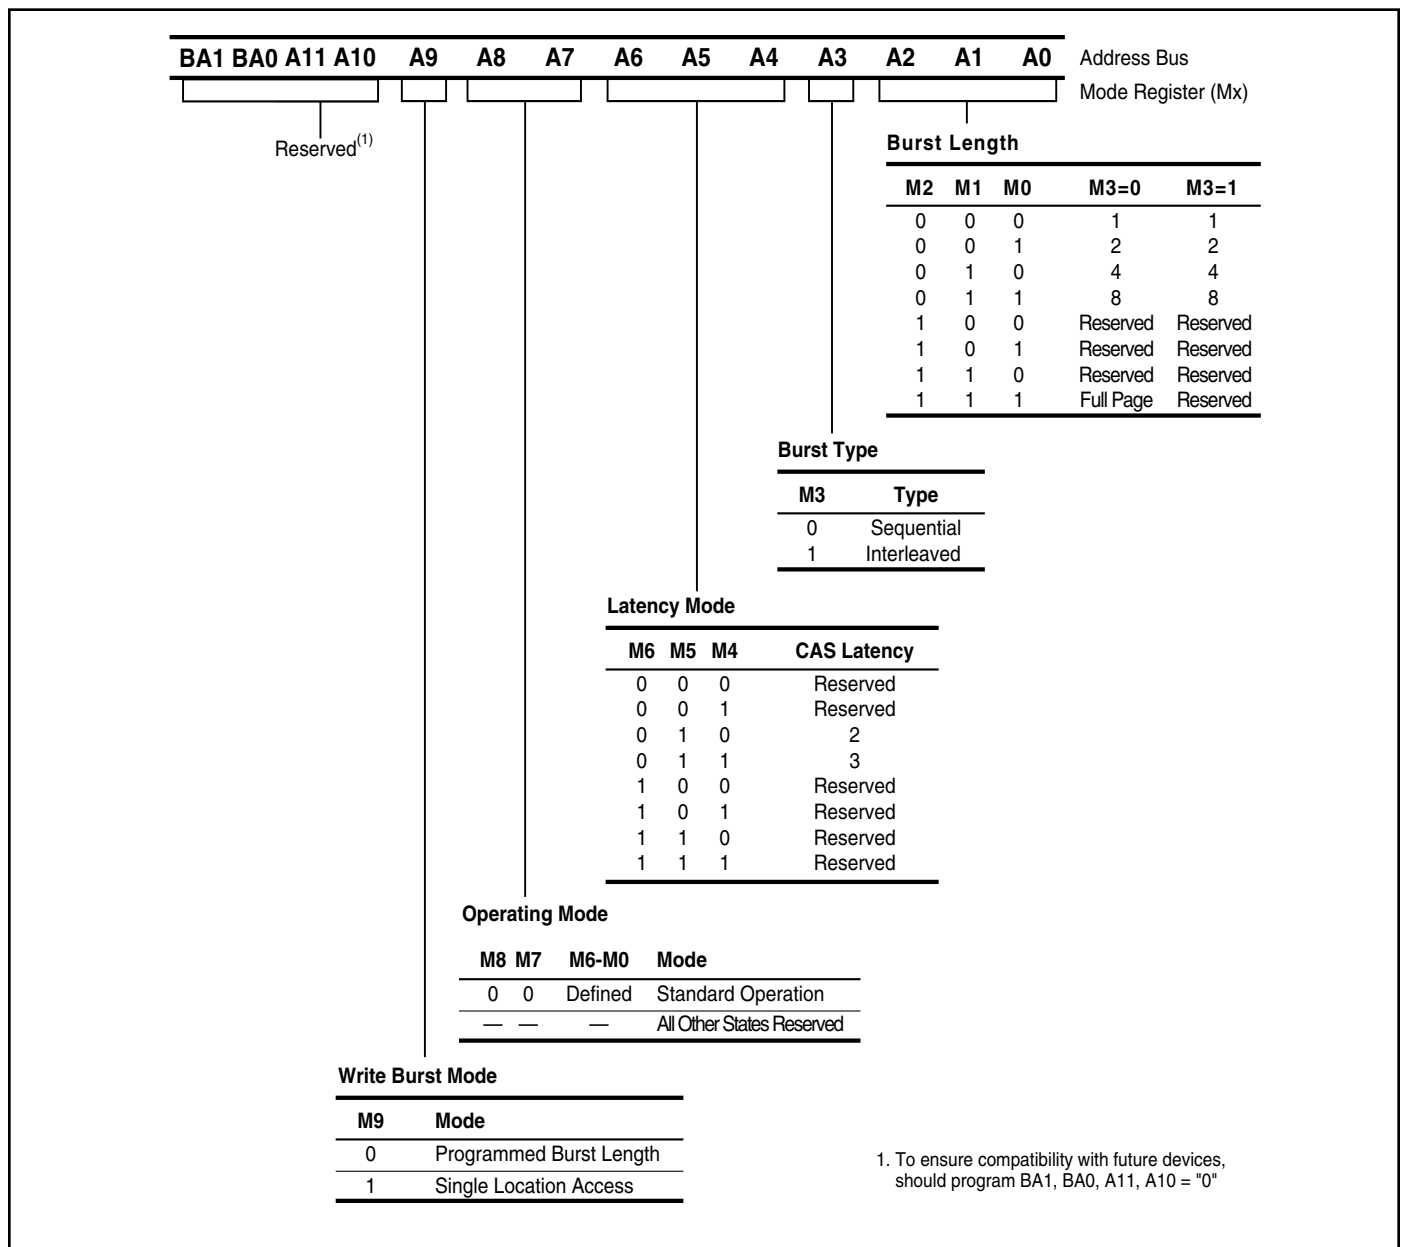 BA1 BA0 A11 A10 A9 A8 A7 A6 A5 A4 A3 A2 A1 A0 Address Bus
Mode Register (Mx)
Reserved(1)
Burst Length
M2 M1 M0 M3=0 M3=1
0 0 0 1 1
0 0 1 2 2
0 1 0 4 4
0 1 1 8 8
1 0 0 Reserved Reserved
1 0 1 Reserved Reserved
1 1 0 Reserved Reserved
1 1 1 Full Page Reserved
Burst Type
M3 Type
0 Sequential
1 Interleaved
Latency Mode
M6 M5 M4 CAS Latency
0 0 0 Reserved
0 0 1 Reserved
0 1 0 2
0 1 1 3
1 0 0 Reserved
1 0 1 Reserved
1 1 0 Reserved
1 1 1 Reserved
Operating Mode
M8 M7 M6-M0 Mode
0 0 Defined Standard Operation
— — — All Other States Reserved
Write Burst Mode
M9 Mode
0 Programmed Burst Length
1 Single Location Access
1. To ensure compatibility with future devices,
should program BA1, BA0, A11, A10 = "0"